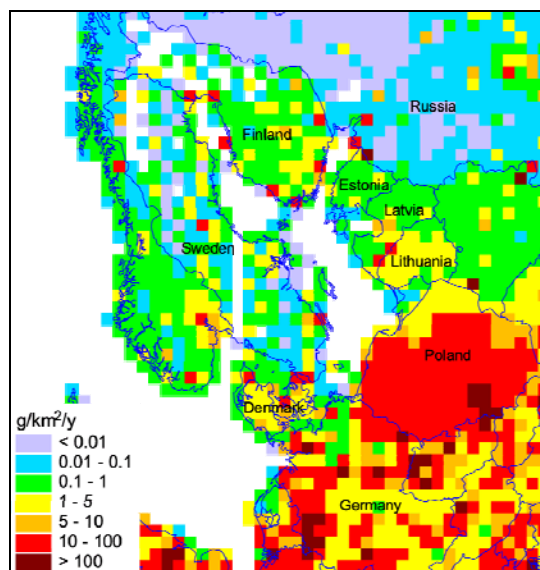 Russia
Finland
Estonia
Latvia
Sweden
Lithuania
Poland
Denmark
g/km²/y
< 0.01
0.01 - 0.1
0.1 - 1
1 - 5
5 - 10
10 - 100
> 100
Germany